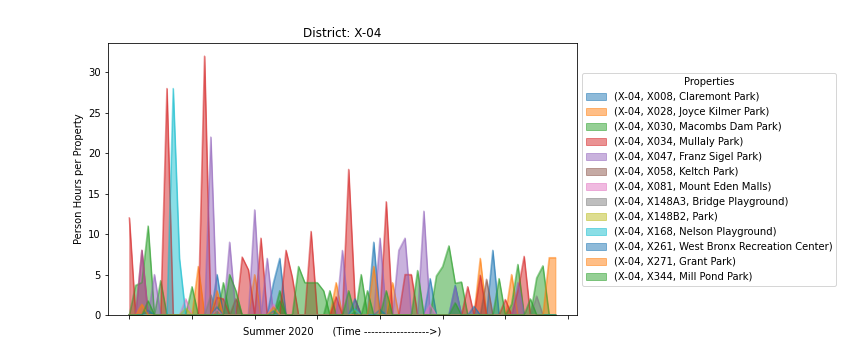 District: X-04
30
25
20
15
10
5
0
Person Hours per Property
Summer 2020 (Time ------------------>)
Properties
(X-04, X008, Claremont Park)
(X-04, X028, Joyce Kilmer Park)
(X-04, X030, Macombs Dam Park)
(X-04, X034, Mullaly Park)
(X-04, X047, Franz Sigel Park)
(X-04, X058, Keltch Park)
(X-04, X081, Mount Eden Malls)
(X-04, X148A3, Bridge Playground)
(X-04, X148B2, Park)
(X-04, X168, Nelson Playground)
(X-04, X261, West Bronx Recreation Center)
(X-04, X271, Grant Park)
(X-04, X344, Mill Pond Park)